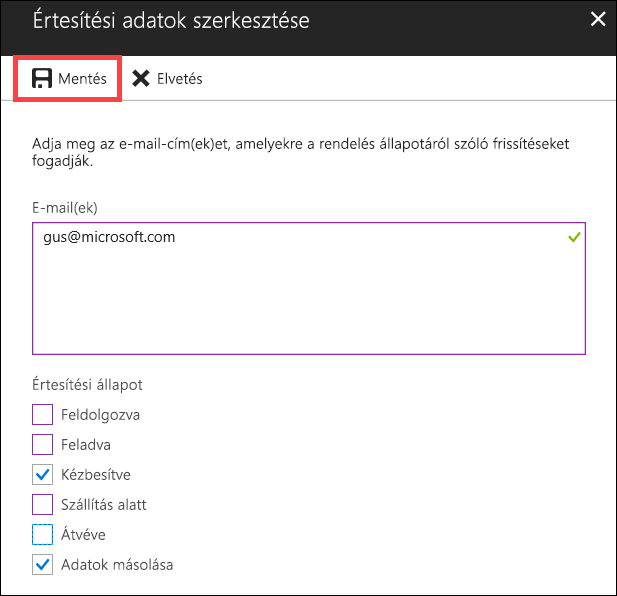 Értesítési adatok szerkesztése
Mentés
Elvetés
Adja meg az e-mail-cím(ek)et, amelyekre a rendelés állapotáról szóló frissítéseket
fogadják.
E-mail(ek)
gus@microsoft.com
Értesítési állapot
Feldolgozva
Feladva
Kézbesítve
Szállítás alatt
Átvéve
Adatok másolása